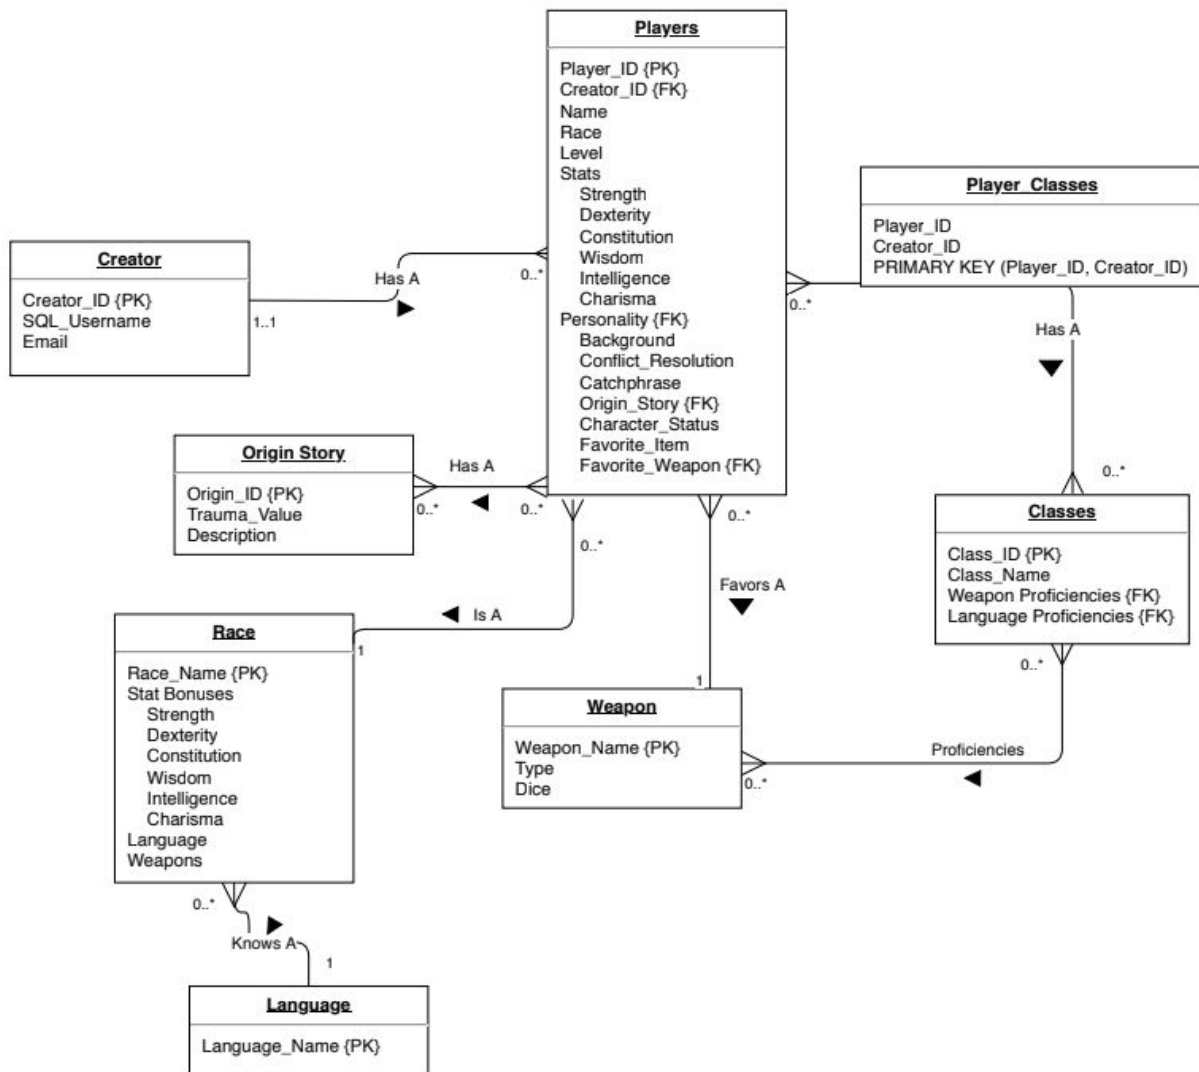 Players
Player_ID {PK}
Creator_ID {FK}
Name
Race
Level
Stats
Strength
Dexterity
Constitution
Wisdom
Intelligence
Charisma
Personality {FK}
Background
Conflict_Resolution
Catchphrase
Origin_Story {FK}
Character_Status
Favorite_Item
Favorite_Weapon {FK}
Player_Classes
Player_ID
Creator_ID
PRIMARY KEY (Player_ID, Creator_ID)
Creator
Creator_ID {PK}
SQL_Username
Email
Has A
0..*
1..1
0..*
Has A
0..*
Origin Story
Origin_ID {PK}
Trauma_Value
Description
Has A
0..*
0..*
Classes
Class_ID {PK}
Class_Name
Weapon Proficiencies {FK}
Language Proficiencies {FK}
0..*
0..*
Favors A
Is A
1
Race
Race_Name {PK}
Stat Bonuses
Strength
Dexterity
Constitution
Wisdom
Intelligence
Charisma
Language
Weapons
0..*
1
Weapon
Weapon_Name {PK}
Type
Dice
Proficiencies
0..*
0..*
Knows A
1
Language
Language_Name {PK}